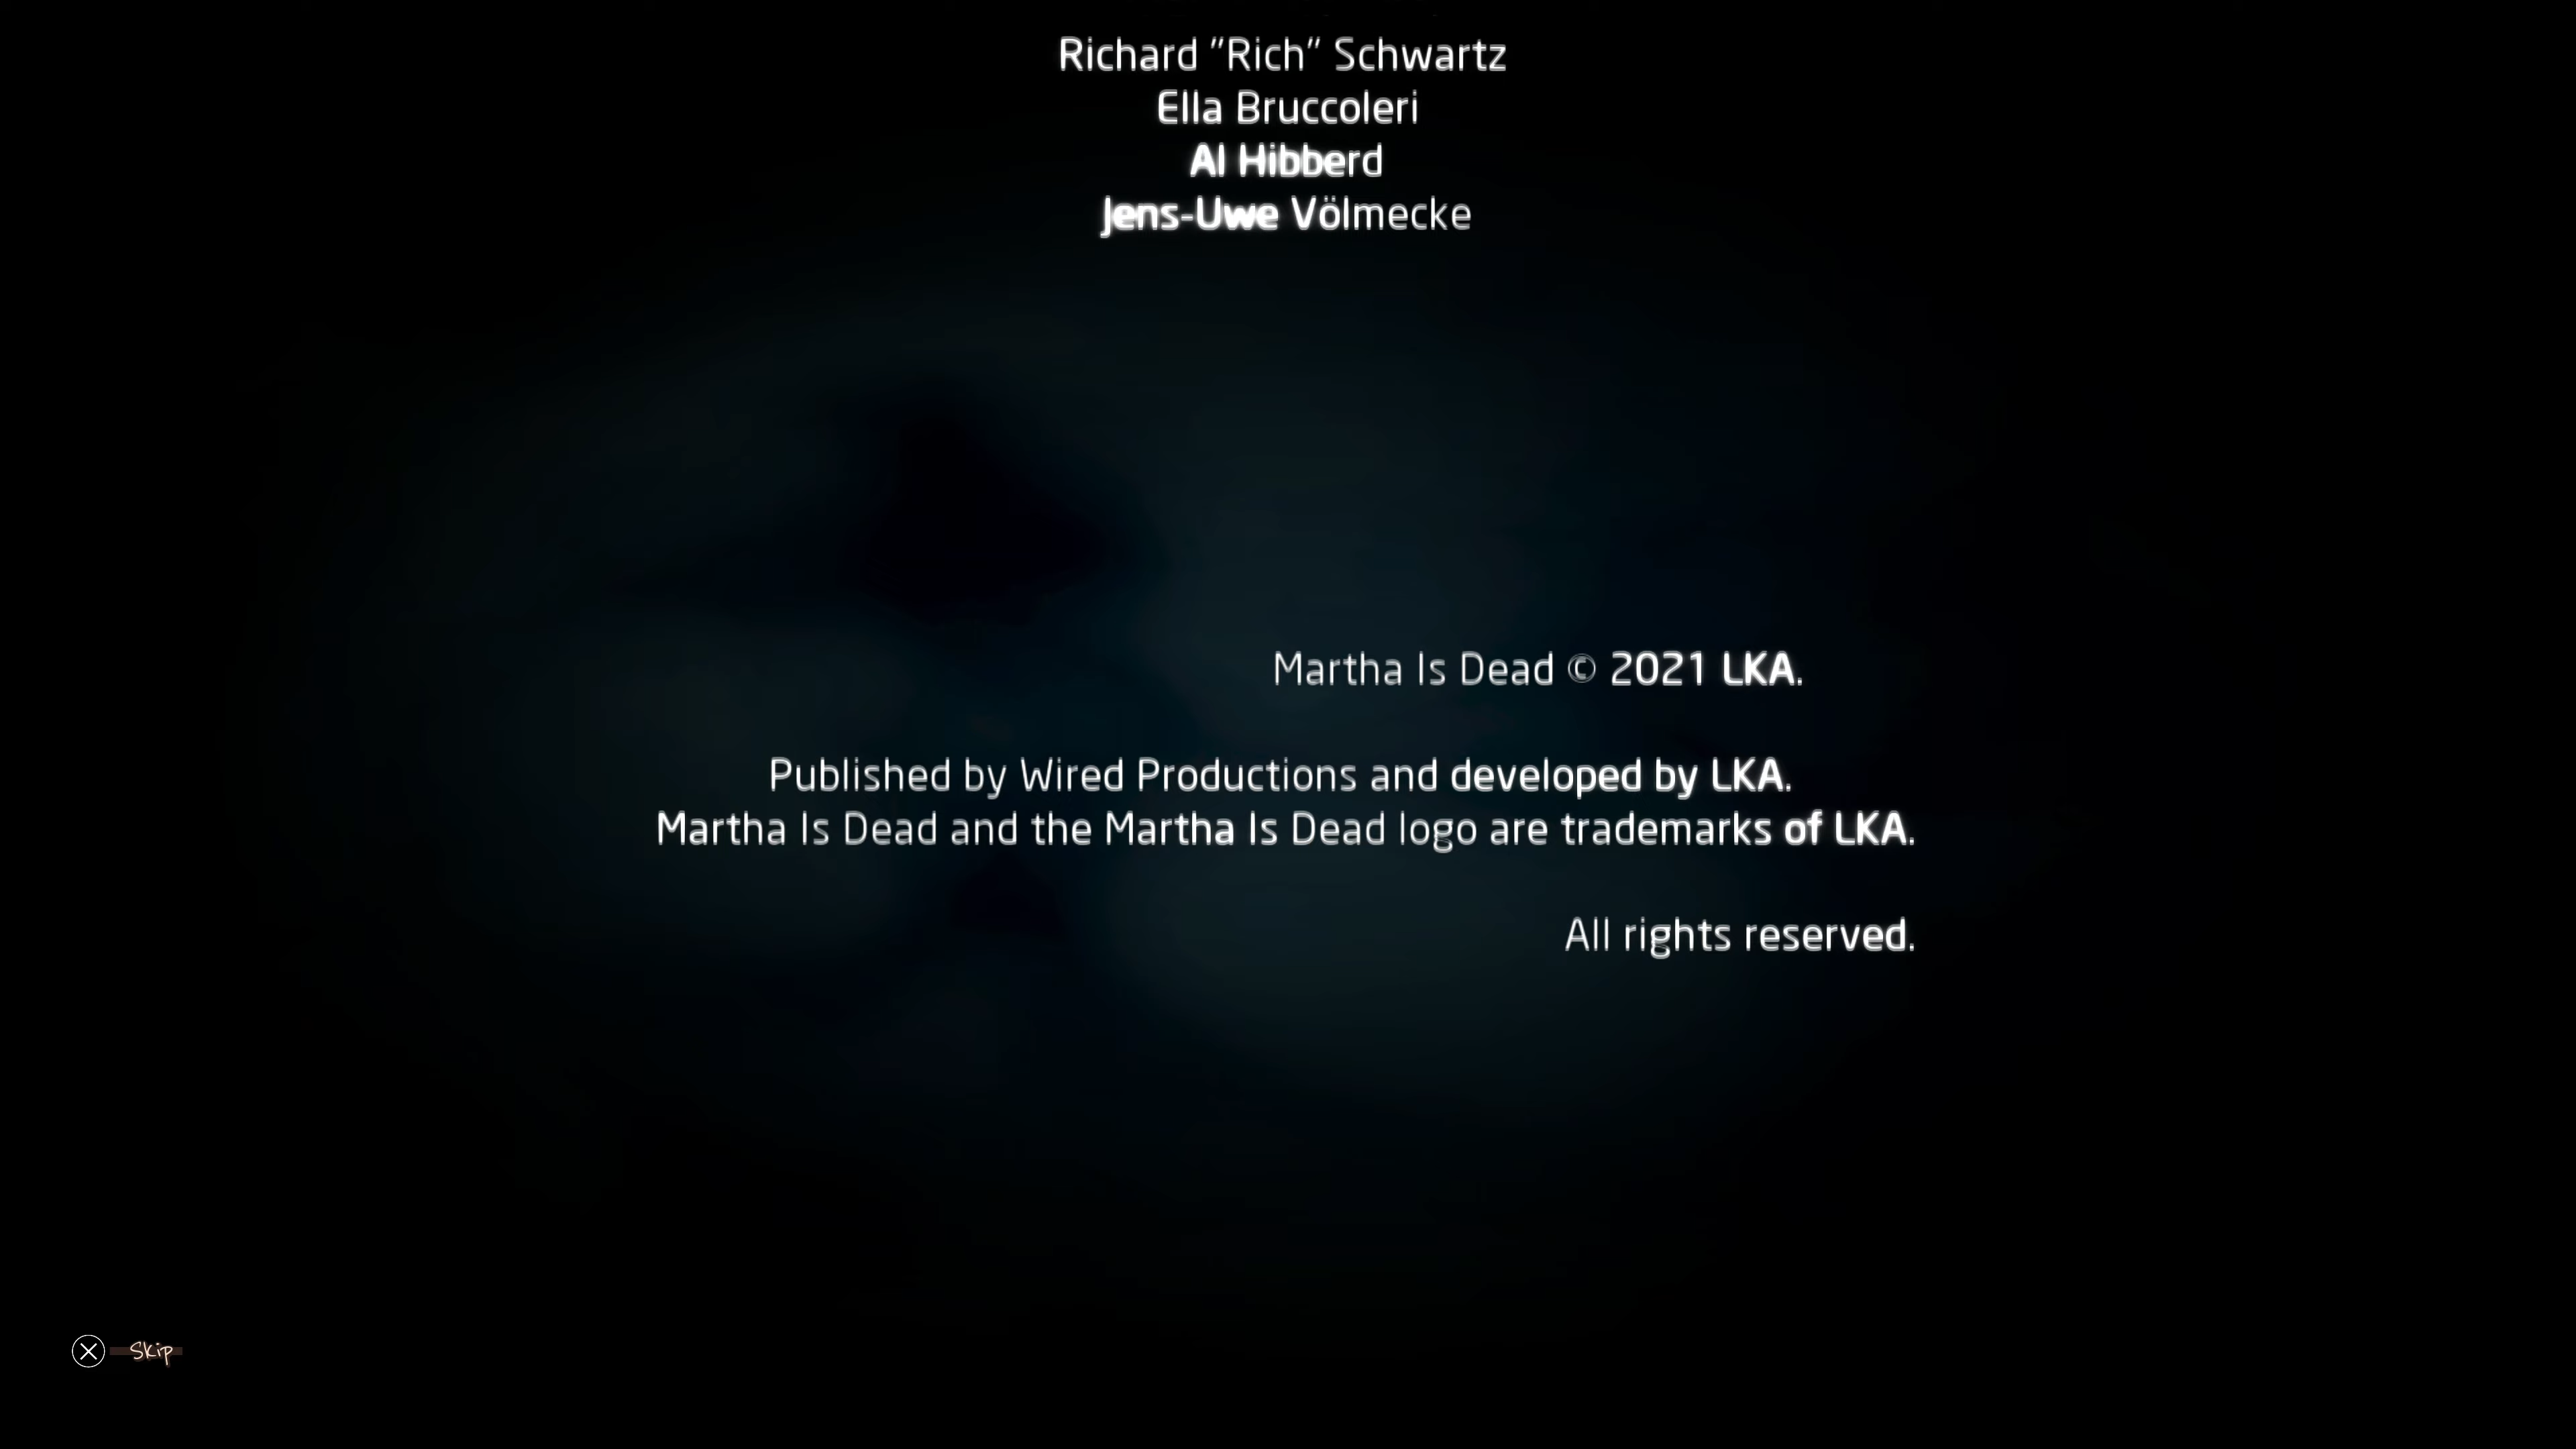 Richard "Rich" Schwartz
Ella Bruccoleri
Al Hibberd
Jens-Uwe Völmecke
Martha Is Dead © 2021 LKA.
Published by Wired Productions and developed by LKA.
Martha Is Dead and the Martha Is Dead logo are trademarks of LKA.
All rights reserved.
Skip